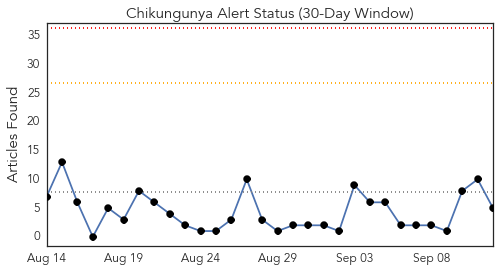 Chikungunya Alert Status (30-Day Window)
Articles Found
35
30
25
20
15
10
5
0
Aug 14 Aug 19 Aug 24 Aug 29 Sep 03 Sep 08